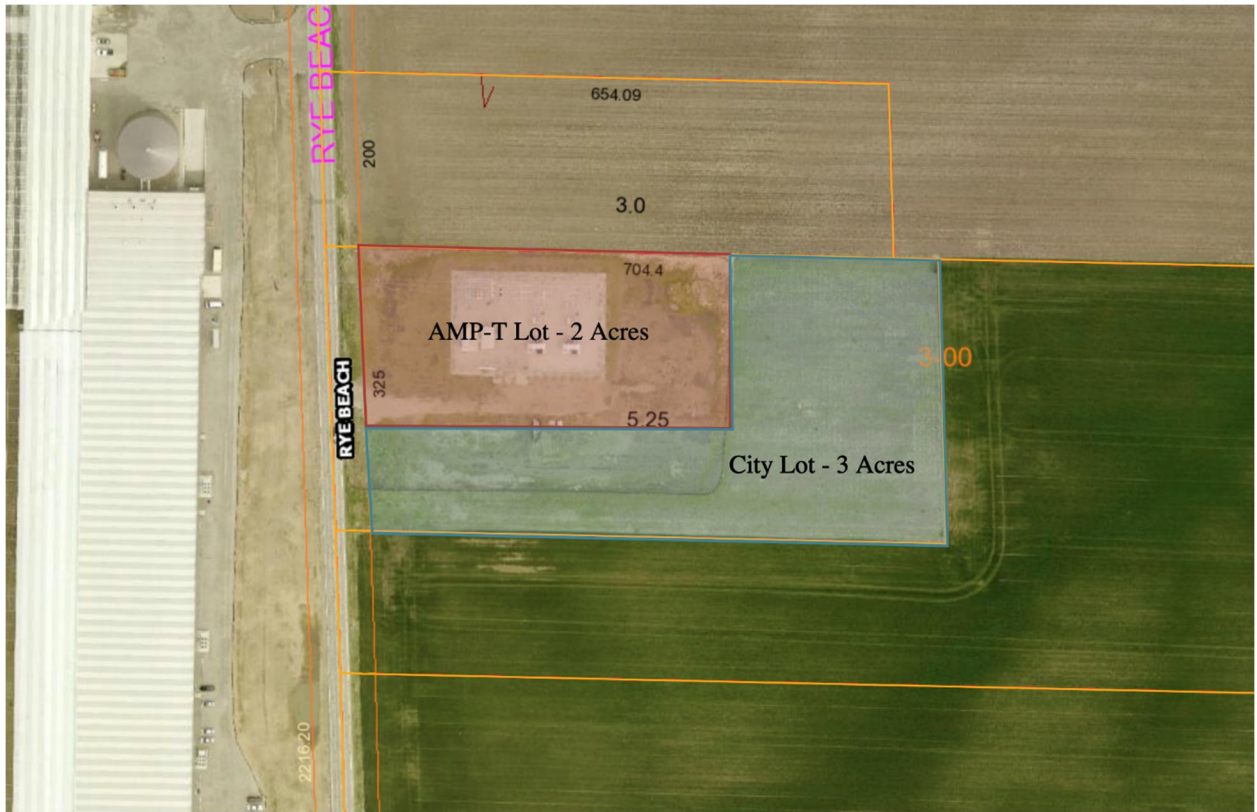 RYE BEAC
654.09
200
3.0
704.4
AMP-T Lot - 2 Acres
3.00
325
RYE BEACH
5.25
City Lot - 3 Acres
2216.20